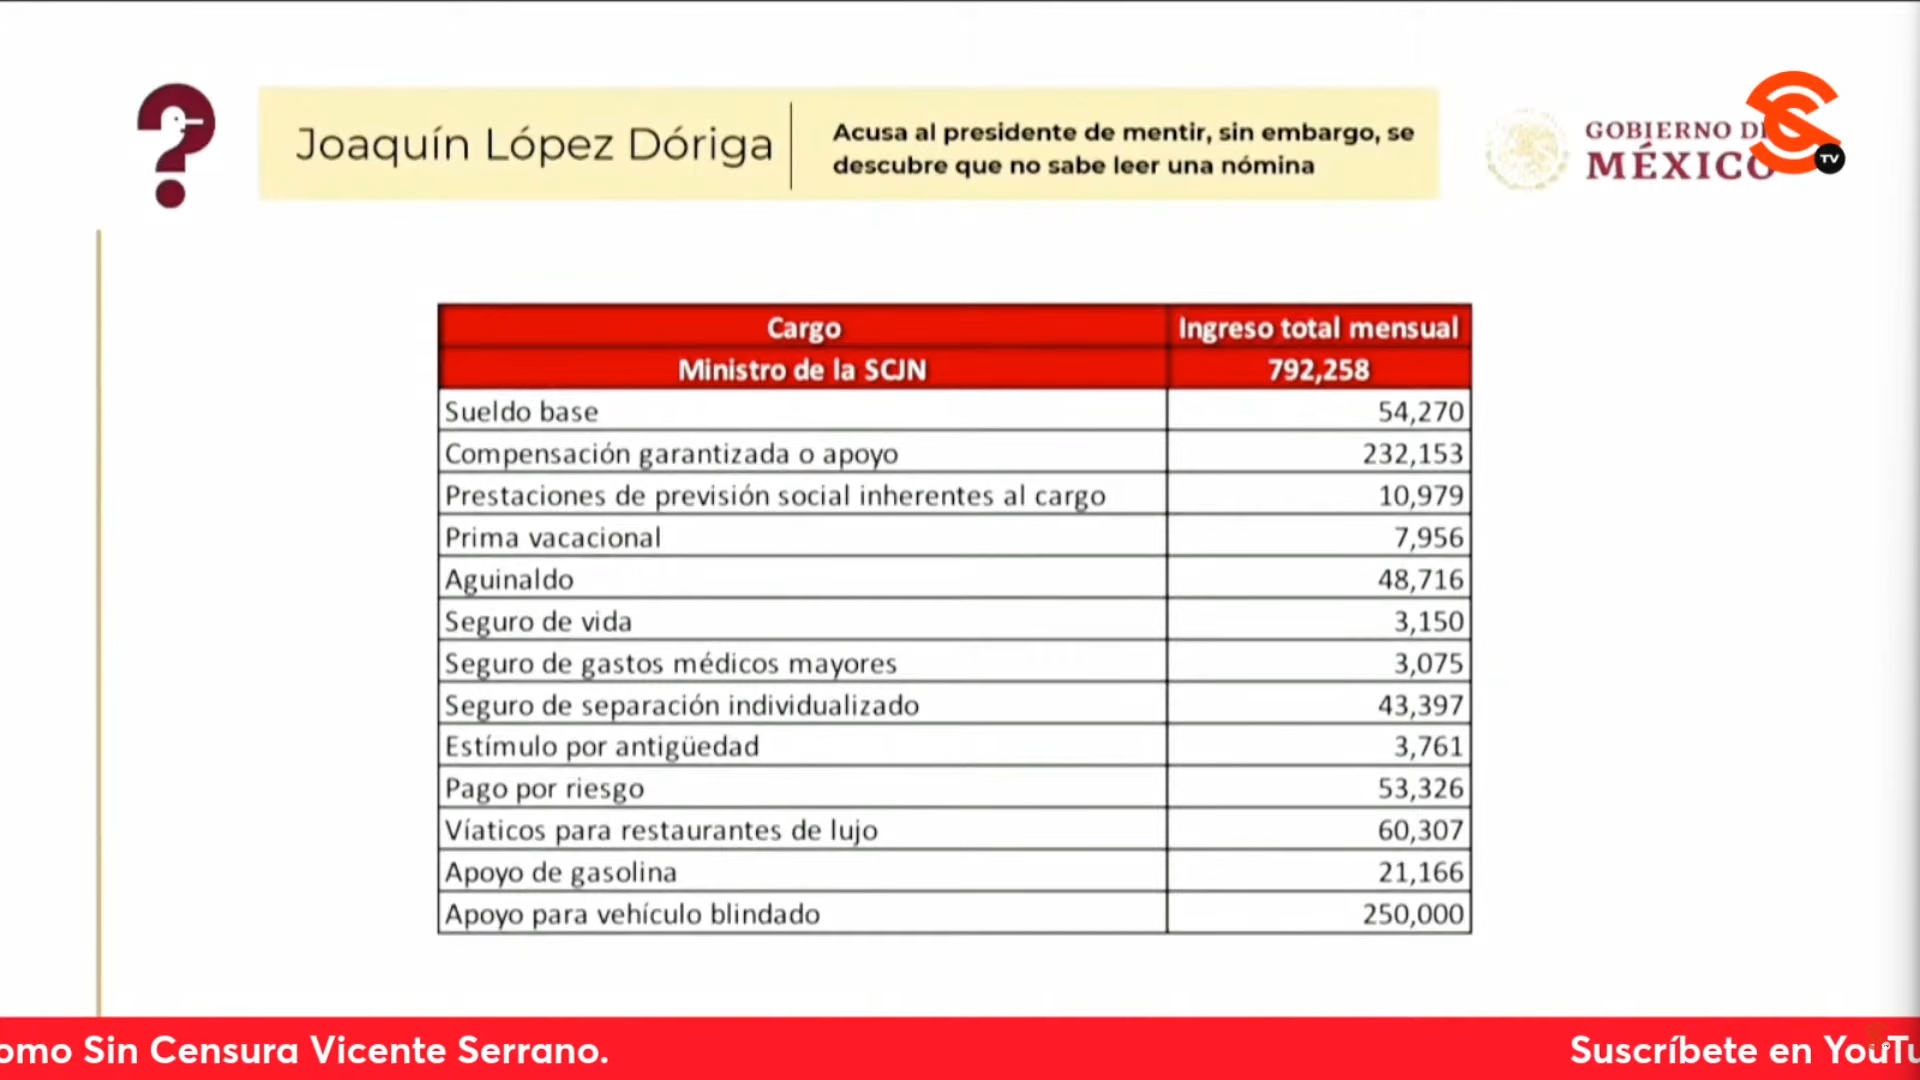 Joaquín López Dóriga
Acusa al presidente de mentir, sin embargo, se
descubre que no sabe leer una nómina
GOBIERNO DE
MÉXICO
TV
Cargo Ingreso total mensual
Ministro de la SCJN 792,258
Sueldo base 54,270
Compensación garantizada o apoyo 232,153
Prestaciones de previsión social inherentes al cargo 10,979
Prima vacacional 7,956
Aguinaldo 48,716
Seguro de vida 3,150
Seguro de gastos médicos mayores 3,075
Seguro de separación individualizado 43,397
Estímulo por antigüedad 3,761
Pago por riesgo 53,326
Víaticos para restaurantes de lujo 60,307
Apoyo de gasolina 21,166
Apoyo para vehículo blindado 250,000
omo Sin Censura Vicente Serrano. Suscríbete en YouTu